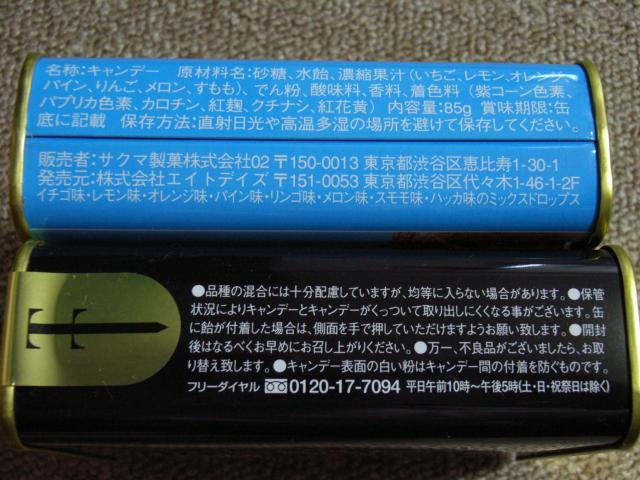 名称:キャンデー 原材料名:砂糖、水飴、濃縮果汁(いちご、レモン、オレンジ、
パイン、りんご、メロン、すもも)、でん粉、酸味料、香料、着色料(紫コーン色素、
パプリカ色素、カロチン、紅麹、クチナシ、紅花黄) 内容量:85g 賞味期限:缶
底に記載 保存方法:直射日光や高温多湿の場所を避けて保存してください。
販売者:サクマ製菓株式会社02 〒150-0013 東京都渋谷区恵比寿1-30-1
発売元:株式会社エイトデイズ 〒151-0053 東京都渋谷区代々木1-46-1-2F
イチゴ味・レモン味・オレンジ味・パイン味・リンゴ味・メロン味・スモモ味・ハッカ味のミックスドロップス
●品種の混合には十分配慮していますが、均等に入らない場合があります。●保管
状況によりキャンデーとキャンデーがくっついて取り出しにくくなる事がございます。缶
に飴が付着した場合は、側面を手で押していただけますようお願い致します。●開封
後はなるべくお早めにお召し上がりください。●万一、不良品がございましたら、お取
り替え致します。●キャンデー表面の白い粉はキャンデー間の付着を防ぐものです。
フリーダイヤル 0120-17-7094 平日午前10時～午後5時(土・日・祝祭日は除く)